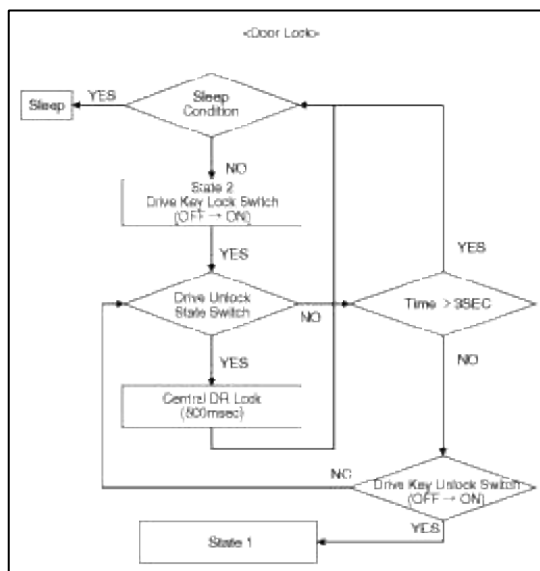 <Door Lock>
Sleep
YES
Sleep
Condition
NO
State 2
Drive Key Lock Switch
(OFF → ON)
YES
YES
Drive Unlock
State Switch
NO
Time > 3SEC
YES
NO
Central DR Lock
(500msec)
NO
Drive Key Unlock Switch
(OFF → ON)
YES
State 1